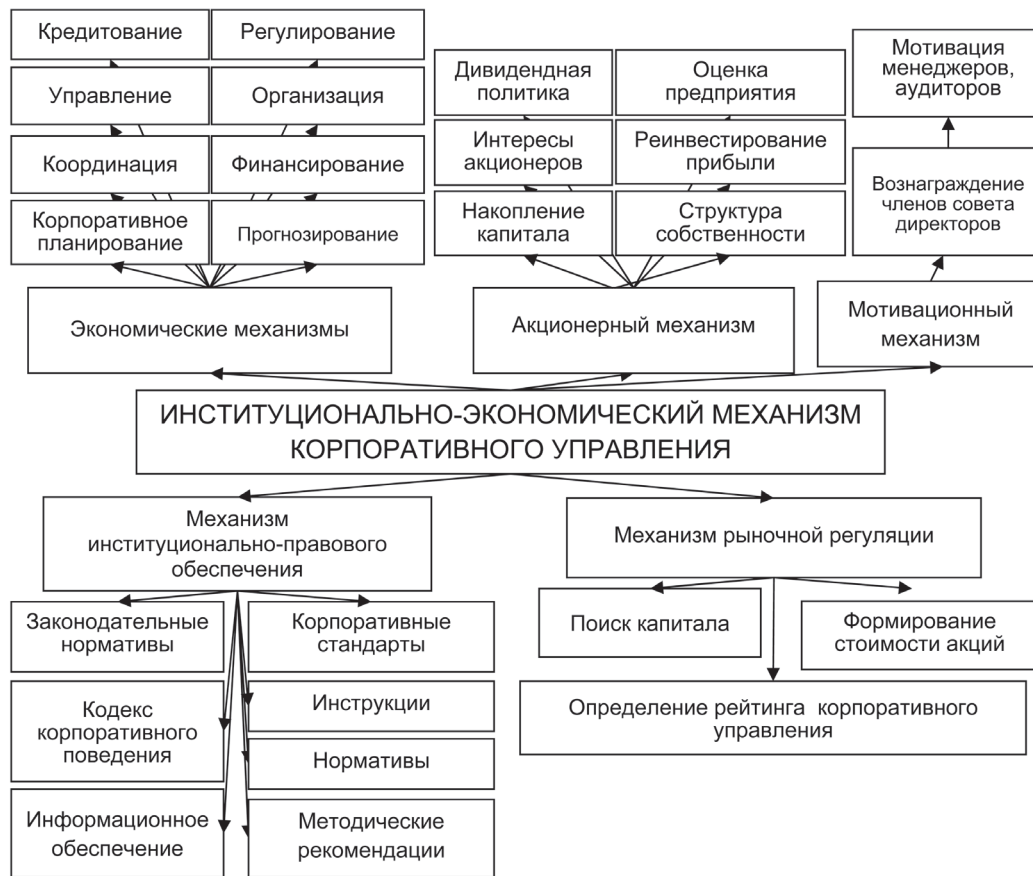 Кредитование
Регулирование
Управление
Организация
Координация
Финансирование
Корпоративное
планирование
Прогнозирование
Экономические механизмы
Дивидендная
политика
Оценка
предприятия
Интересы
акционеров
Реинвестирование
прибыли
Накопление
капитала
Структура
собственности
Акционерный механизм
Мотивация
менеджеров,
аудиторов
Вознаграждение
членов совета
директоров
Мотивационный
механизм
ИНСТИТУЦИОНАЛЬНО-ЭКОНОМИЧЕСКИЙ МЕХАНИЗМ
КОРПОРАТИВНОГО УПРАВЛЕНИЯ
Механизм
институционально-правового
обеспечения
Законодательные
нормативы
Корпоративные
стандарты
Кодекс
корпоративного
поведения
Инструкции
Нормативы
Информационное
обеспечение
Методические
рекомендации
Механизм рыночной регуляции
Поиск капитала
Формирование
стоимости акций
Определение рейтинга корпоративного
управления